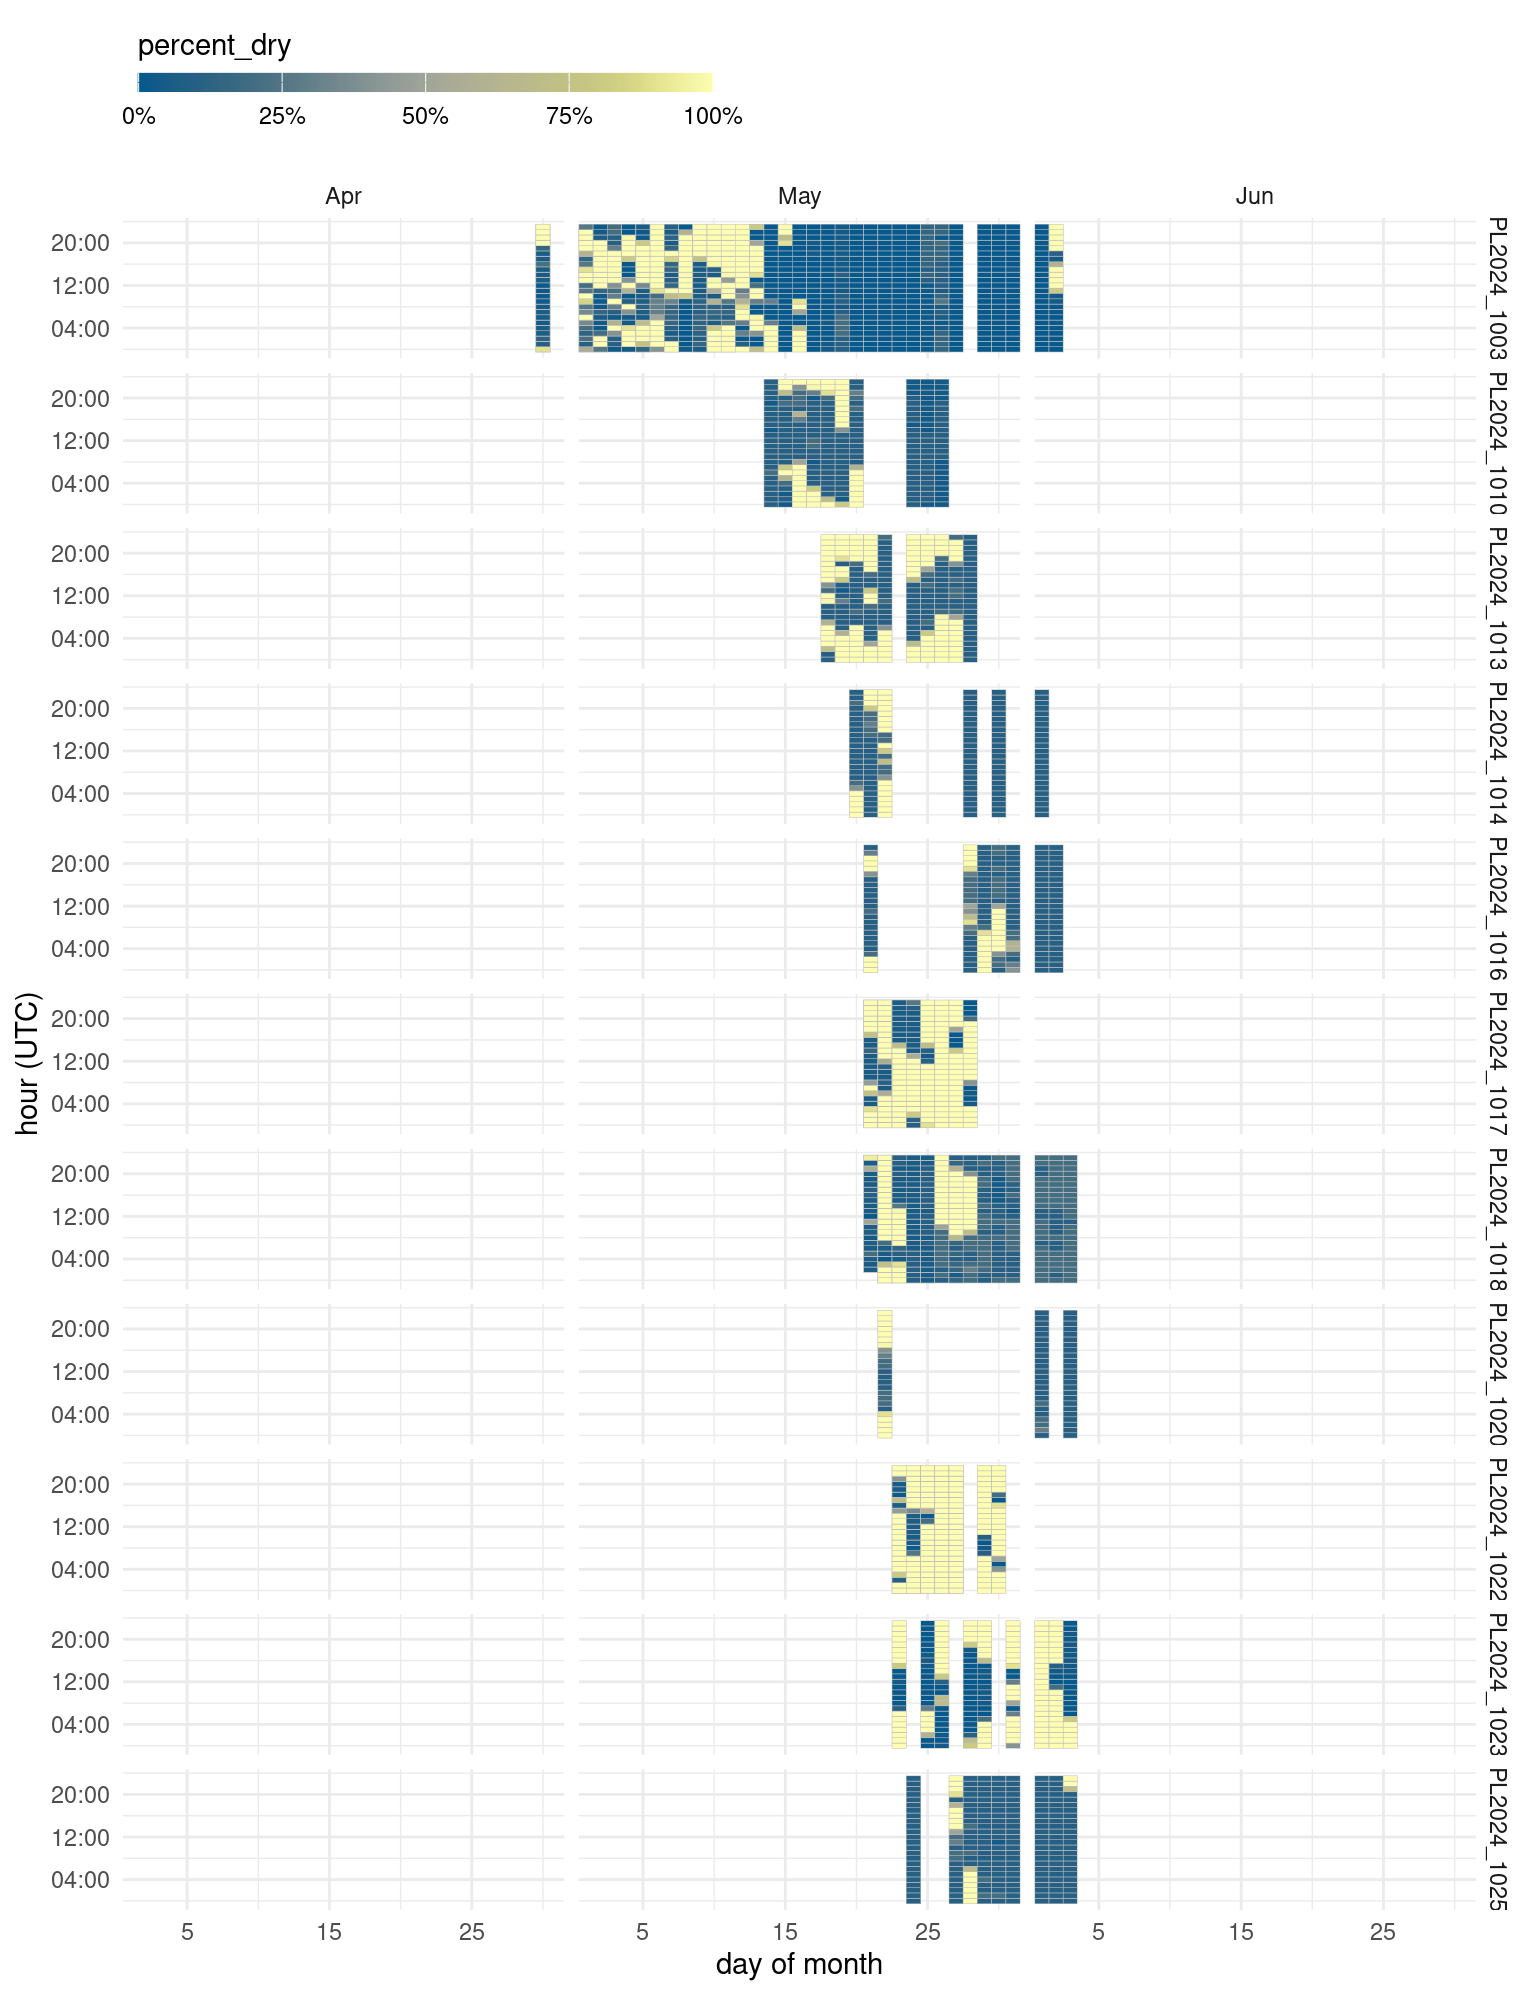 percent_dry
0% 25% 50% 75% 100%
Apr May Jun
20:00
12:00
04:00
PL2024_1003
20:00
12:00
04:00
PL2024_1010
20:00
12:00
04:00
PL2024_1013
20:00
12:00
04:00
PL2024_1014
20:00
12:00
04:00
PL2024_1016
20:00
12:00
04:00
PL2024_1017
20:00
12:00
04:00
PL2024_1018
20:00
12:00
04:00
PL2024_1020
20:00
12:00
04:00
PL2024_1022
20:00
12:00
04:00
PL2024_1023
20:00
12:00
04:00
PL2024_1025
hour (UTC)
5 15 25 5 15 25 5 15 25
day of month